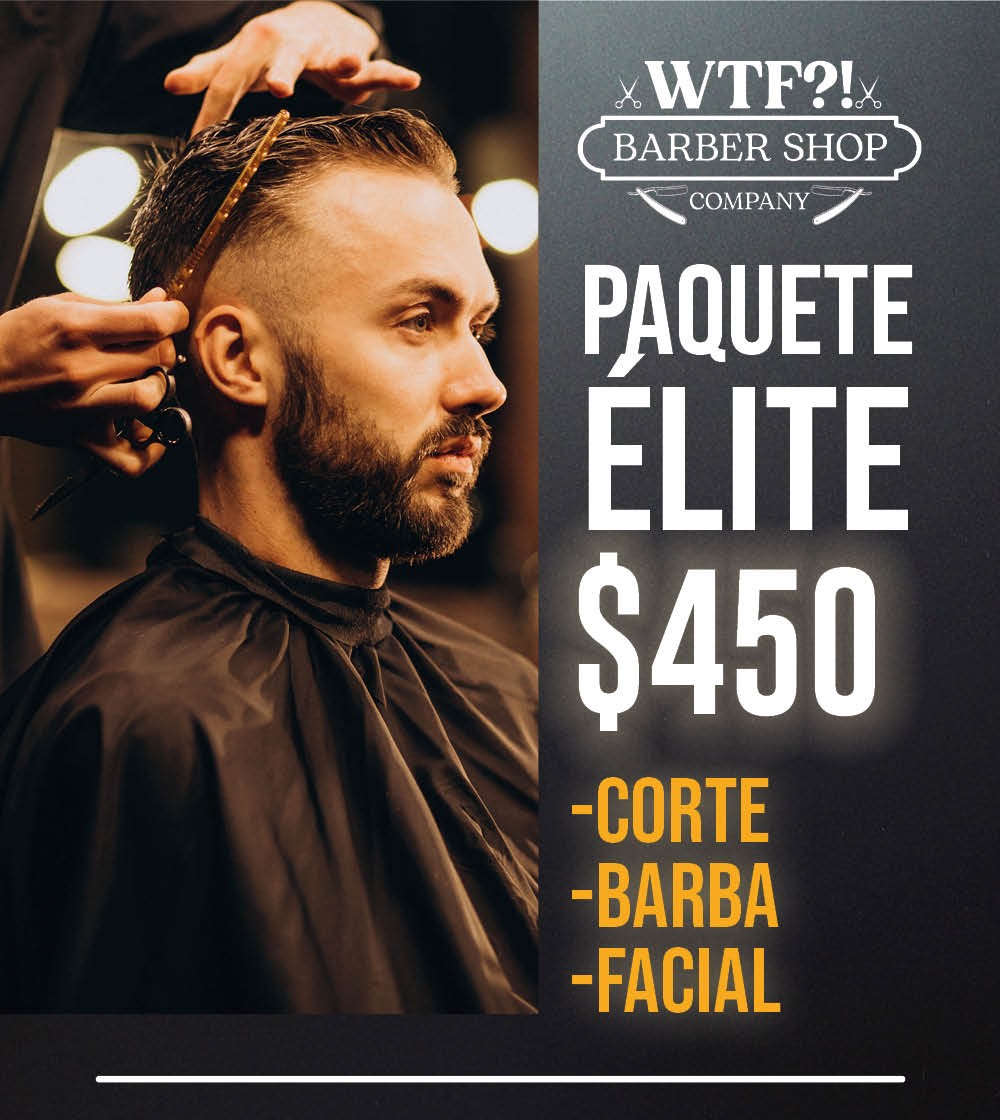 WTF?!
BARBER SHOP
COMPANY
PAQUETE
ÉLITE
$450
-CORTE
-BARBA
-FACIAL